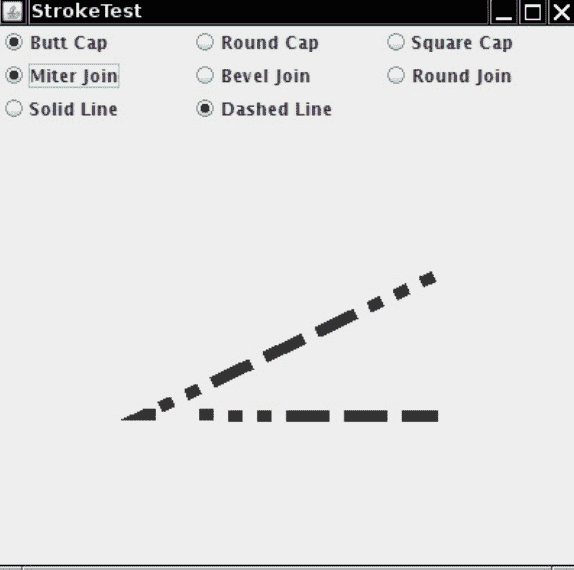 StrokeTest
Butt Cap Round Cap Square Cap
Miter Join Bevel Join Round Join
Solid Line Dashed Line